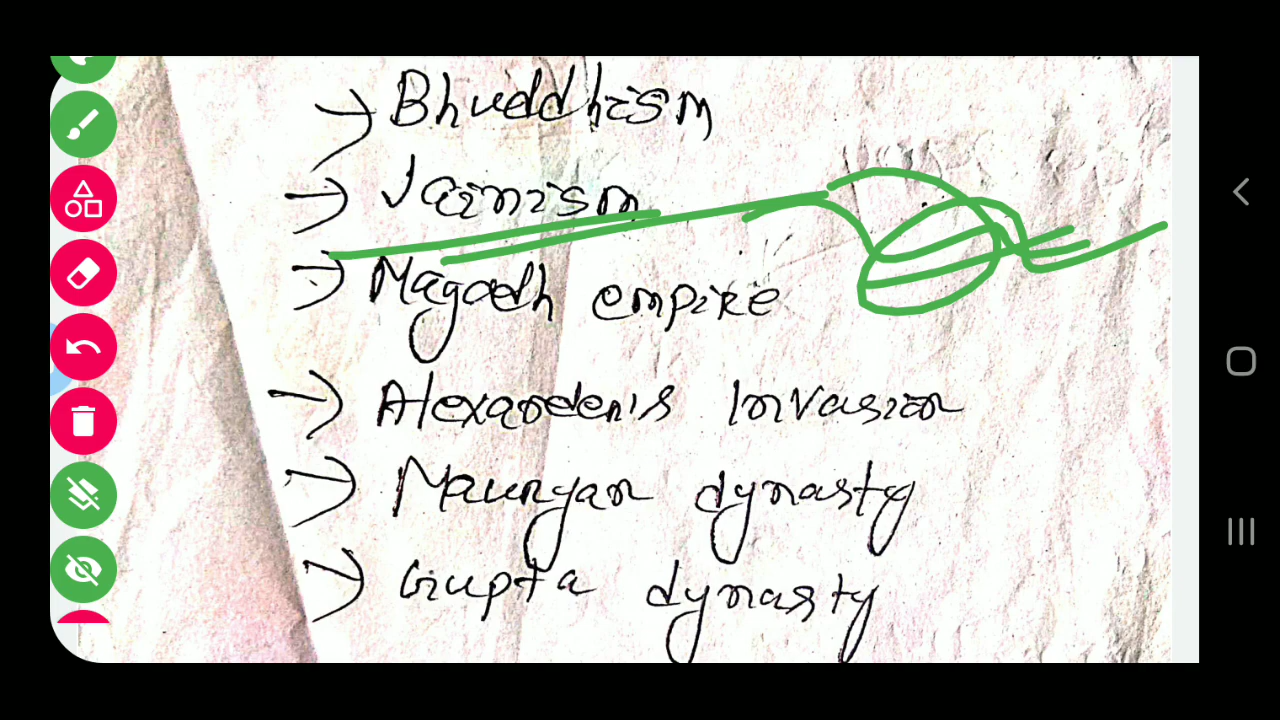 → Bhuddhism
→ Jainism
→ Magadh empire
→ Alexander's Invasion
→ Mauryan dynasty
→ Gupta dynasty